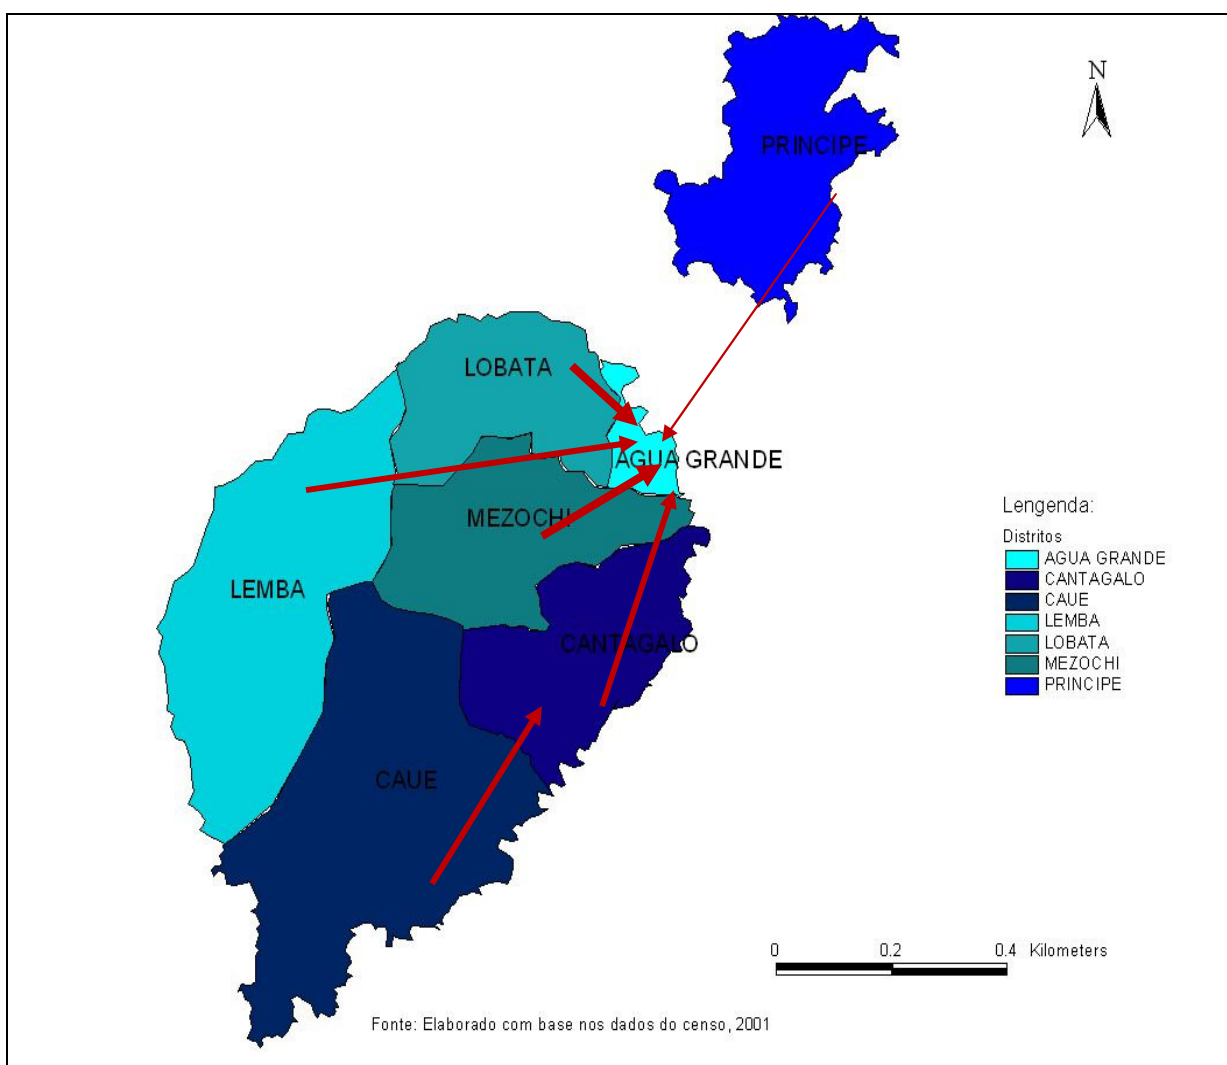 N
PRINCIPE
LOBATA
AGUA GRANDE
MEZOCHI
LEMBA
CANTAGALO
CAUE
Lengenda:
Distritos
AGUA GRANDE
CANTAGALO
CAUE
LEMBA
LOBATA
MEZOCHI
PRINCIPE
0 0.2 0.4 Kilometers
Fonte: Elaborado com base nos dados do censo, 2001